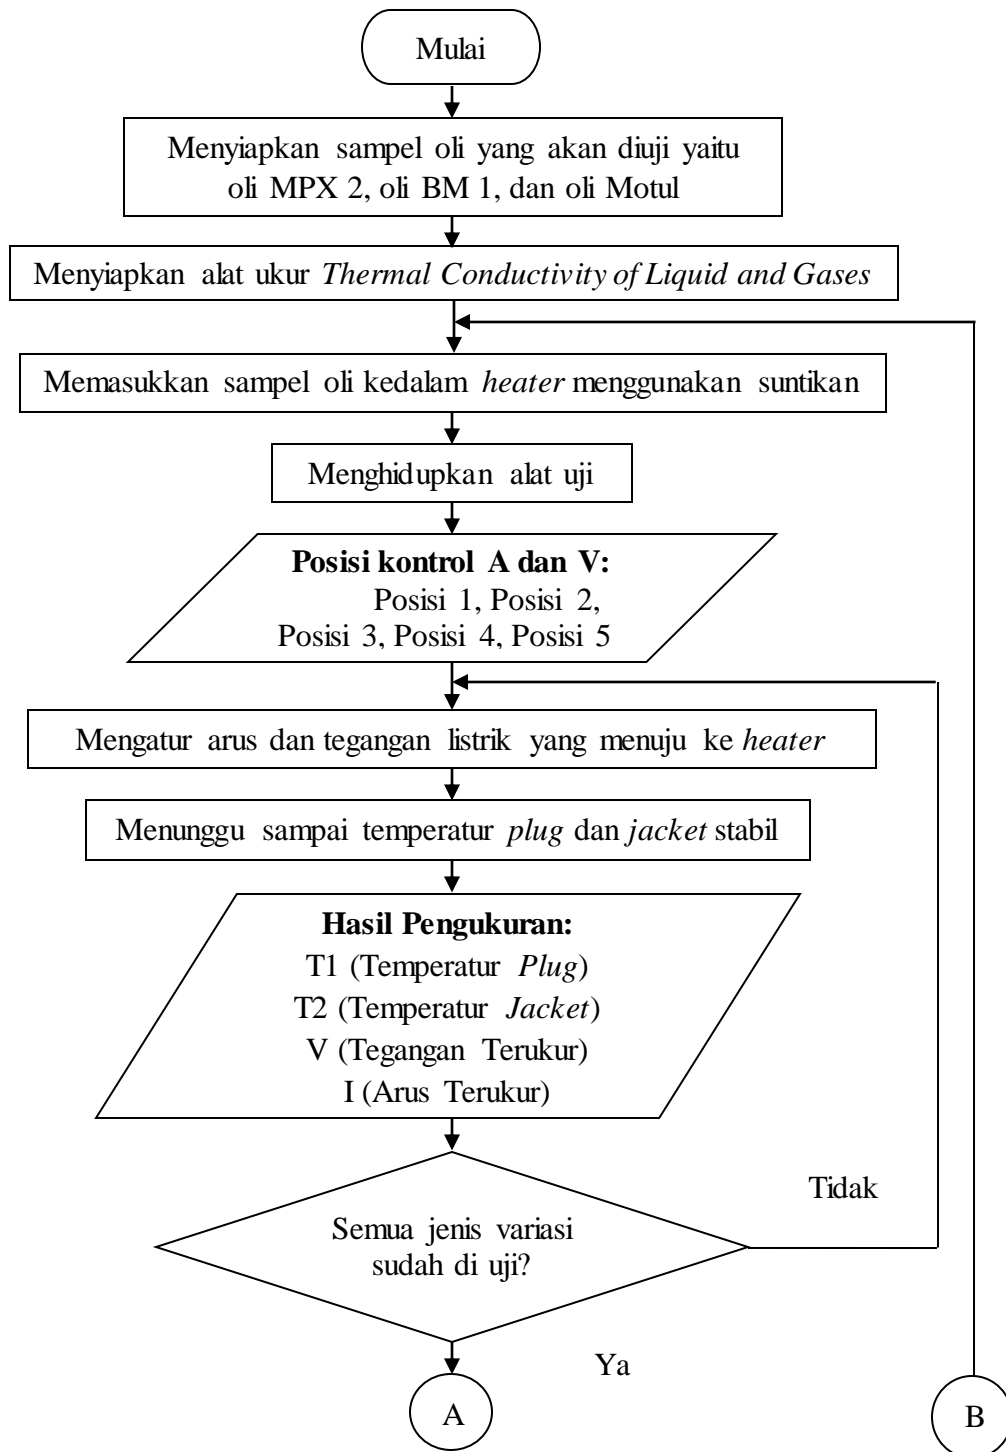 Mulai
Menyiapkan sampel oli yang akan diuji yaitu
oli MPX 2, oli BM 1, dan oli Motul
Menyiapkan alat ukur Thermal Conductivity of Liquid and Gases
Memasukkan sampel oli kedalam heater menggunakan suntikan
Menghidupkan alat uji
Posisi kontrol A dan V:
Posisi 1, Posisi 2,
Posisi 3, Posisi 4, Posisi 5
Mengatur arus dan tegangan listrik yang menuju ke heater
Menunggu sampai temperatur plug dan jacket stabil
Hasil Pengukuran:
T1 (Temperatur Plug)
T2 (Temperatur Jacket)
V (Tegangan Terukur)
I (Arus Terukur)
Tidak
Semua jenis variasi
sudah di uji?
Ya
A
B